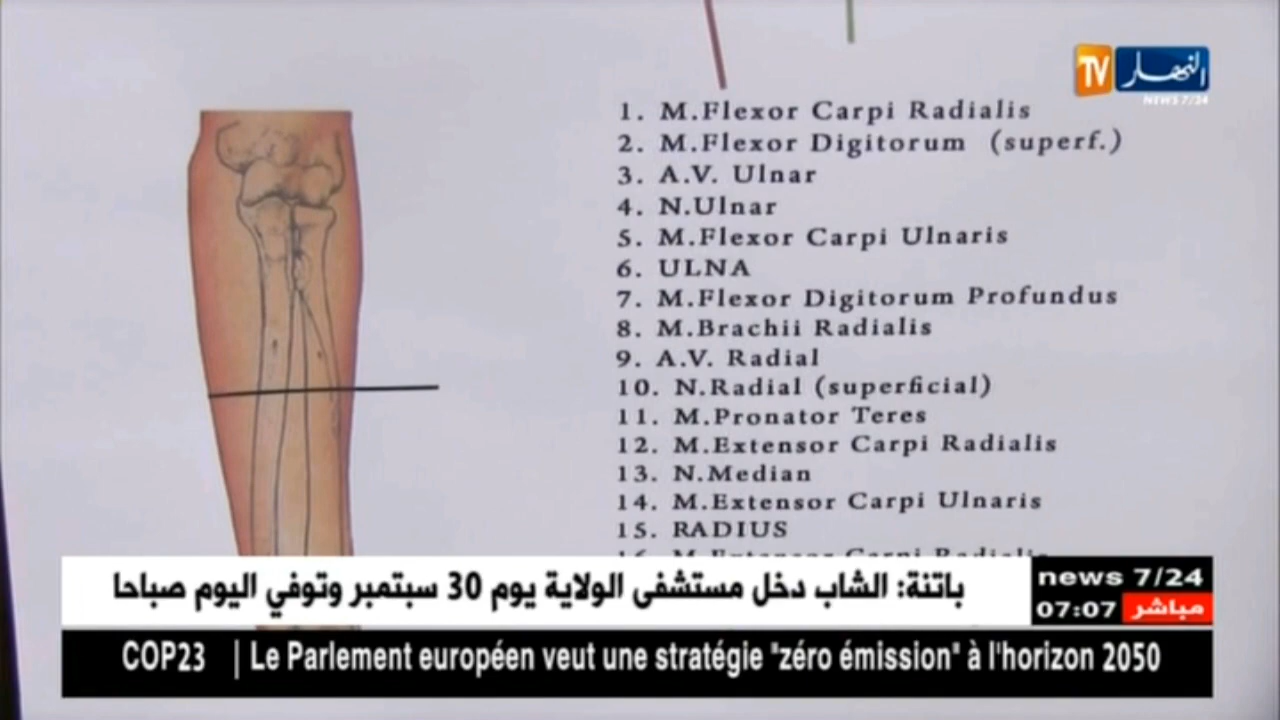 TV النهار
NEWS 7/24
1. M.Flexor Carpi Radialis
2. M.Flexor Digitorum (superf.)
3. A.V. Ulnar
4. N.Ulnar
5. M.Flexor Carpi Ulnaris
6. ULNA
7. M.Flexor Digitorum Profundus
8. M.Brachii Radialis
9. A.V. Radial
10. N.Radial (superficial)
11. M.Pronator Teres
12. M.Extensor Carpi Radialis
13. N.Median
14. M.Extensor Carpi Ulnaris
15. RADIUS
16. M.Extensor Carpi Radialis
باتنة: الشاب دخل مستشفى الولاية يوم 30 سبتمبر وتوفي اليوم صباحا
news 7/24
07:07 مباشر
COP23 | Le Parlement européen veut une stratégie "zéro émission" à l'horizon 2050